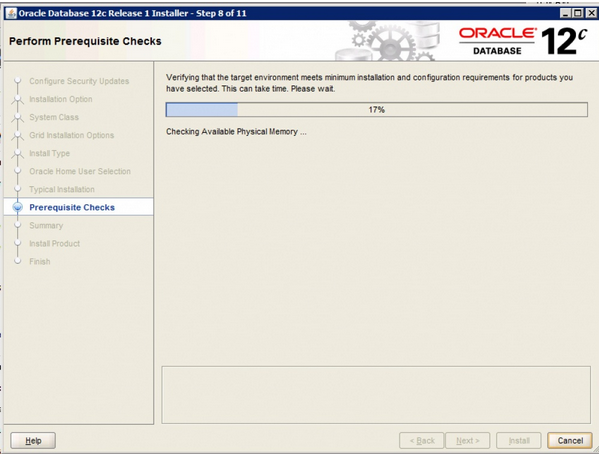 Oracle Database 12c Release 1 Installer - Step 8 of 11
Perform Prerequisite Checks
ORACLE
DATABASE
12c
Configure Security Updates
Installation Option
System Class
Grid Installation Options
Install Type
Oracle Home User Selection
Typical Installation
Prerequisite Checks
Summary
Install Product
Finish
Verifying that the target environment meets minimum installation and configuration requirements for products you
have selected. This can take time. Please wait.
17%
Checking Available Physical Memory ...
Help
< Back
Next >
Install
Cancel